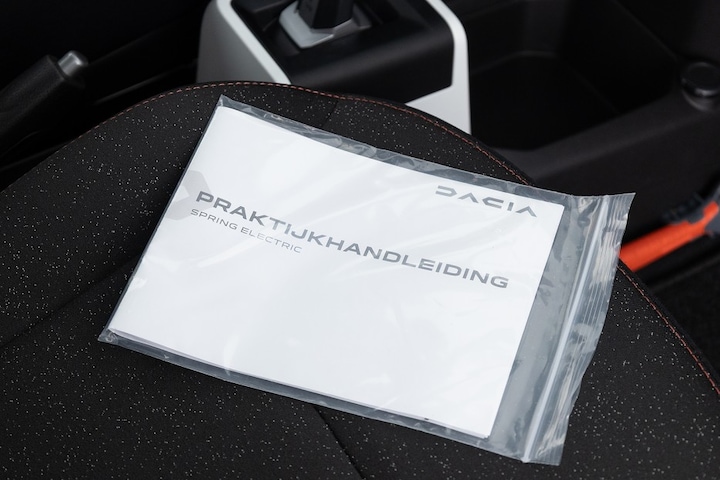 DACIA
PRAKTIJKHANDLEIDING
SPRING ELECTRIC